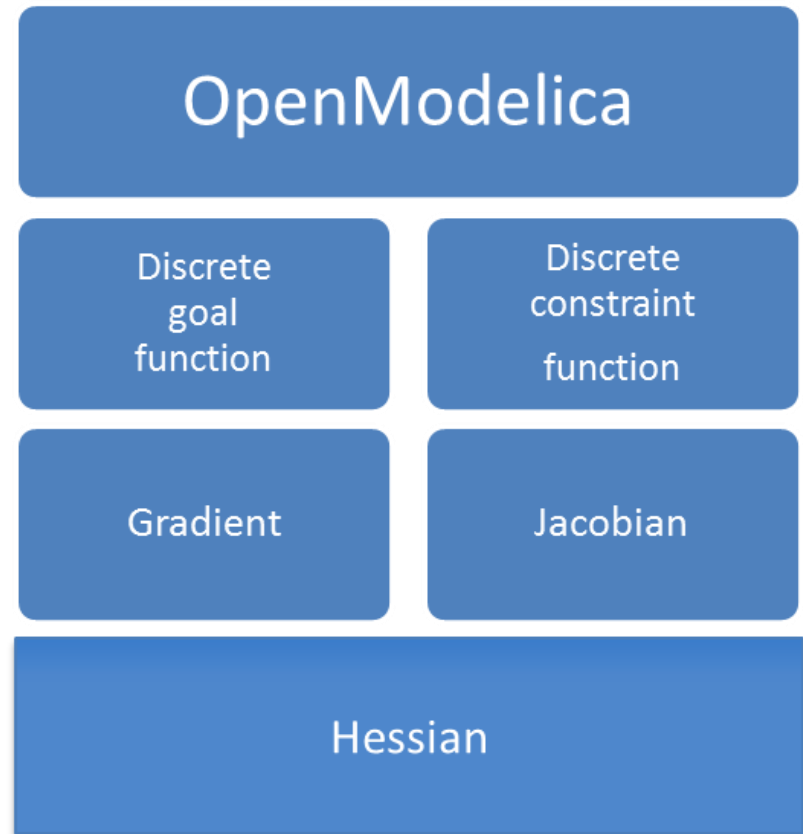 OpenModelica
Discrete
goal
function
Discrete
constraint
function
Gradient
Jacobian
Hessian